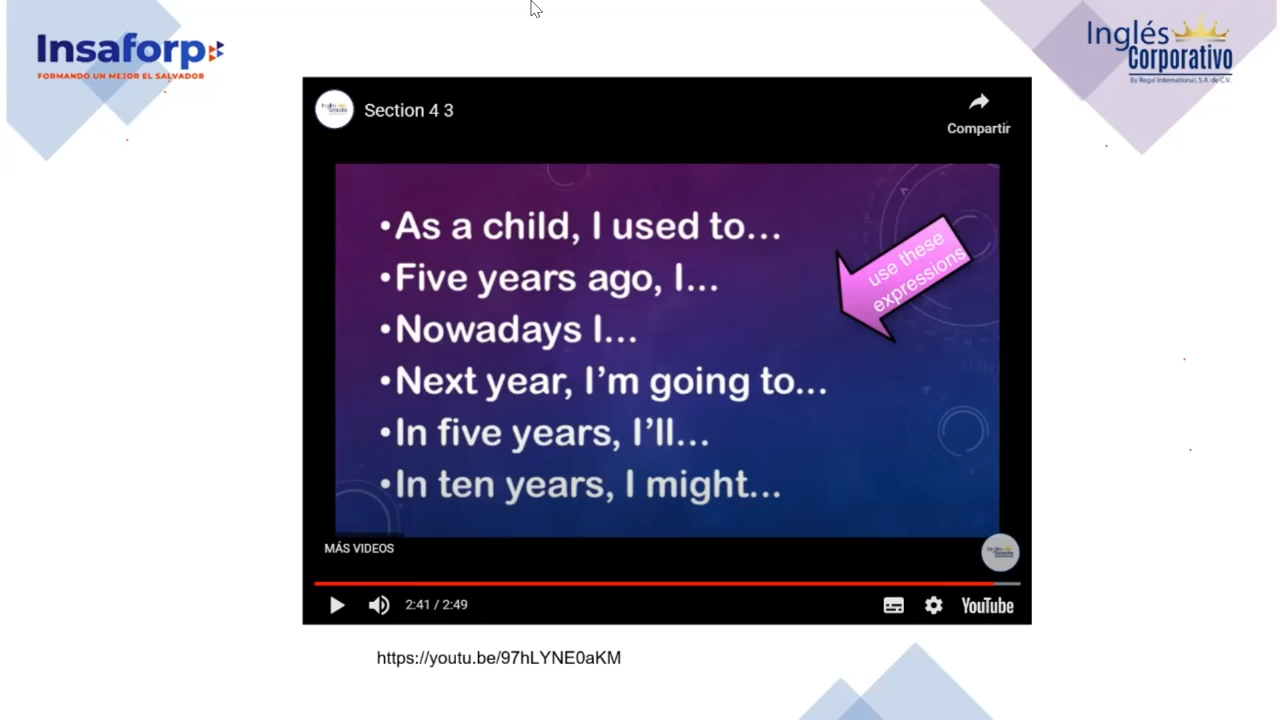 Insaforp
FORMANDO UN MEJOR EL SALVADOR
Inglés
Corporativo
By Regal International, S.A. de C.V.
Section 4 3
Compartir
•As a child, I used to...
•Five years ago, I...
•Nowadays I...
•Next year, I'm going to...
•In five years, I'll...
•In ten years, I might...
use these
expressions
MÁS VIDEOS
2:41 / 2:49
YouTube
https://youtu.be/97hLYNE0aKM